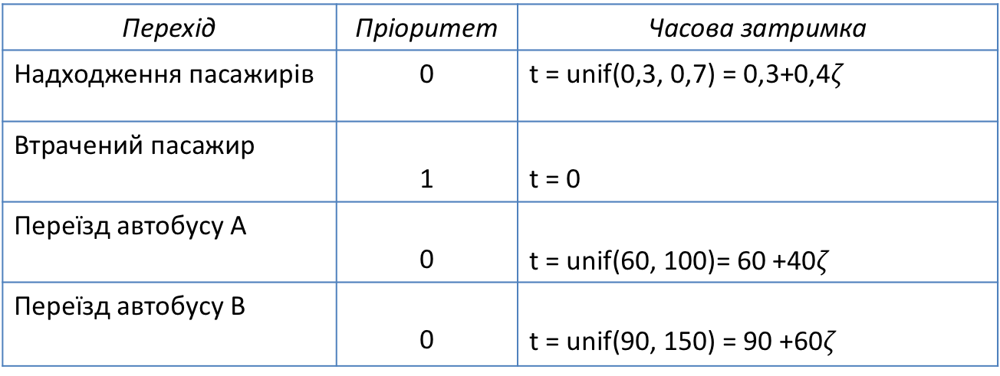 Перехід Пріоритет Часова затримка
Надходження пасажирів 0 t = unif(0,3, 0,7) = 0,3+0,4ζ
Втрачений пасажир
1 t = 0
Переїзд автобусу А
0 t = unif(60, 100)= 60 +40ζ
Переїзд автобусу В
0 t = unif(90, 150) = 90 +60ζ